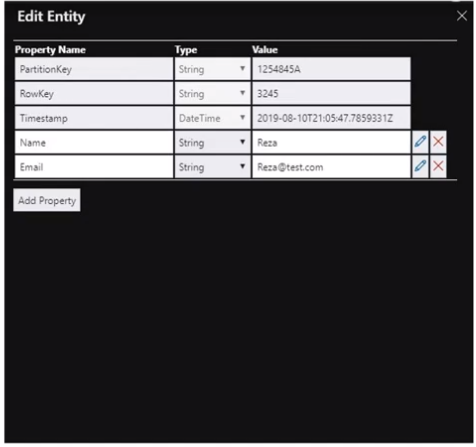 Edit Entity
Property Name Type Value
PartitionKey String 1254845A
RowKey String 3245
Timestamp DateTime 2019-08-10T21:05:47.7859331Z
Name String Reza
Email String Reza@test.com
Add Property